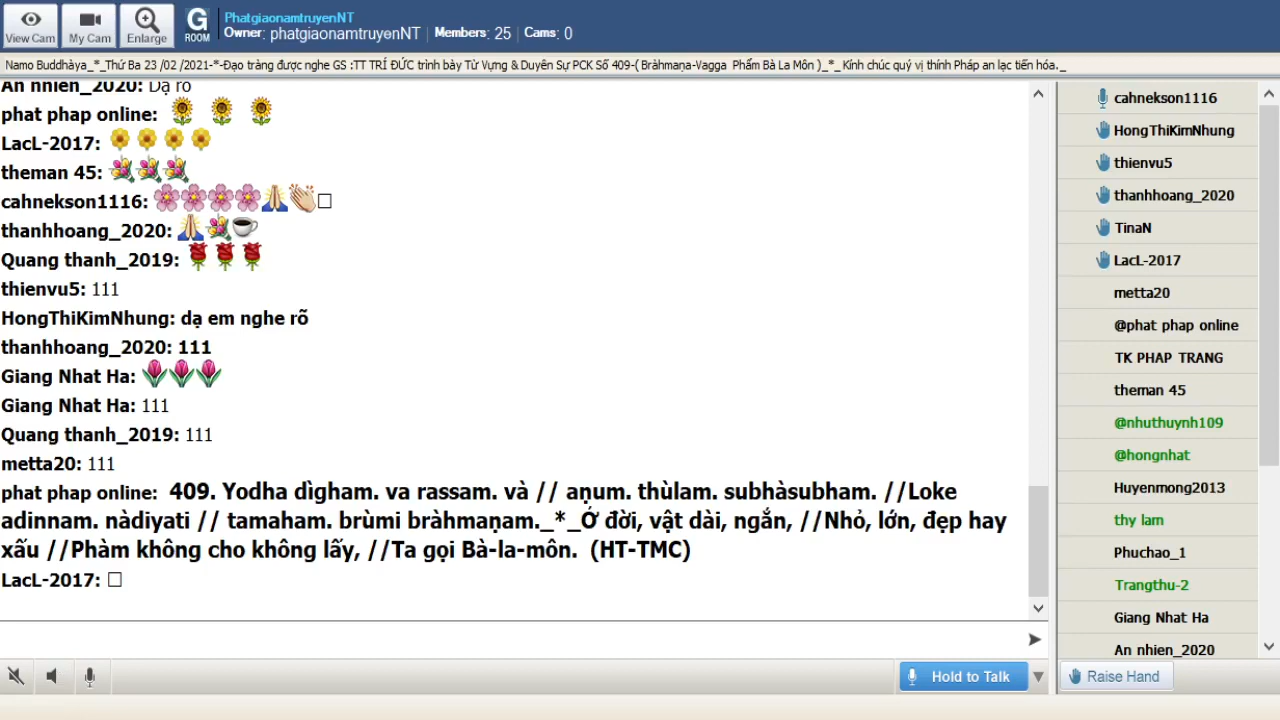 View Cam
My Cam
Enlarge
G
ROOM
PhatgiaonamtruyenNT
Owner: phatgiaonamtruyenNT | Members: 25 | Cams: 0
Namo Buddhàya_*_Thứ Ba 23 /02 /2021-*-Đạo tràng được nghe GS :TT TRÍ ĐỨC trình bày Từ Vựng & Duyên Sự PCK Số 409-( Bràhmaṇa-Vagga Phẩm Bà La Môn )_*_ Kính chúc quý vị thính Pháp an lạc tiến hóa._
An nhien_2020: Dạ rõ
phat phap online:
LacL-2017:
theman 45:
cahnekson1116:
thanhhoang_2020:
Quang thanh_2019:
thienvu5: 111
HongThiKimNhung: dạ em nghe rõ
thanhhoang_2020: 111
Giang Nhat Ha:
Giang Nhat Ha: 111
Quang thanh_2019: 111
metta20: 111
phat phap online: 409. Yodha dìgham. va rassam. và // aṇum. thùlam. subhàsubham. //Loke
adinnam. nàdiyati // tamaham. brùmi bràhmaṇam._*_Ở đời, vật dài, ngắn, //Nhỏ, lớn, đẹp hay
xấu //Phàm không cho không lấy, //Ta gọi Bà-la-môn. (HT-TMC)
LacL-2017:
Hold to Talk
cahnekson1116
HongThiKimNhung
thienvu5
thanhhoang_2020
TinaN
LacL-2017
metta20
@phat phap online
TK PHAP TRANG
theman 45
@nhuthuynh109
@hongnhat
Huyenmong2013
thy lam
Phuchao_1
Trangthu-2
Giang Nhat Ha
An nhien_2020
Raise Hand